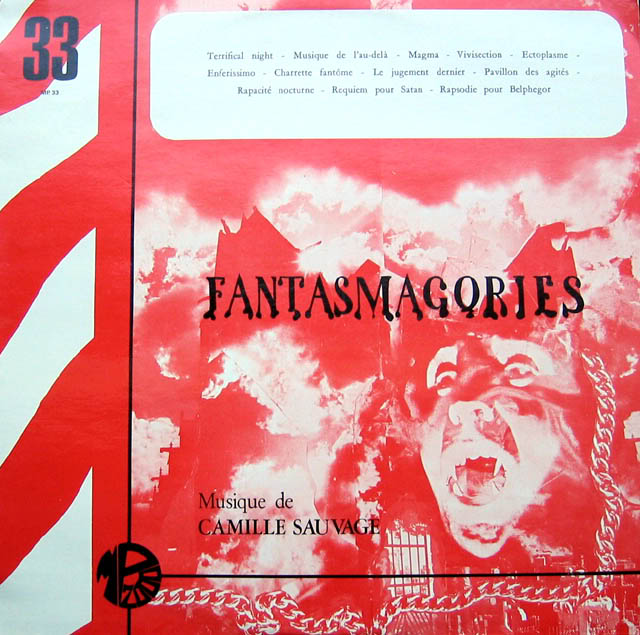 33
MP 33
Terrifical night - Musique de l'au-delà - Magma - Vivisection - Ectoplasme -
Enferissimo - Charrette fantôme - Le jugement dernier - Pavillon des agités -
Rapacité nocturne - Requiem pour Satan - Rapsodie pour Belphegor
FANTASMAGORIES
Musique de
CAMILLE SAUVAGE